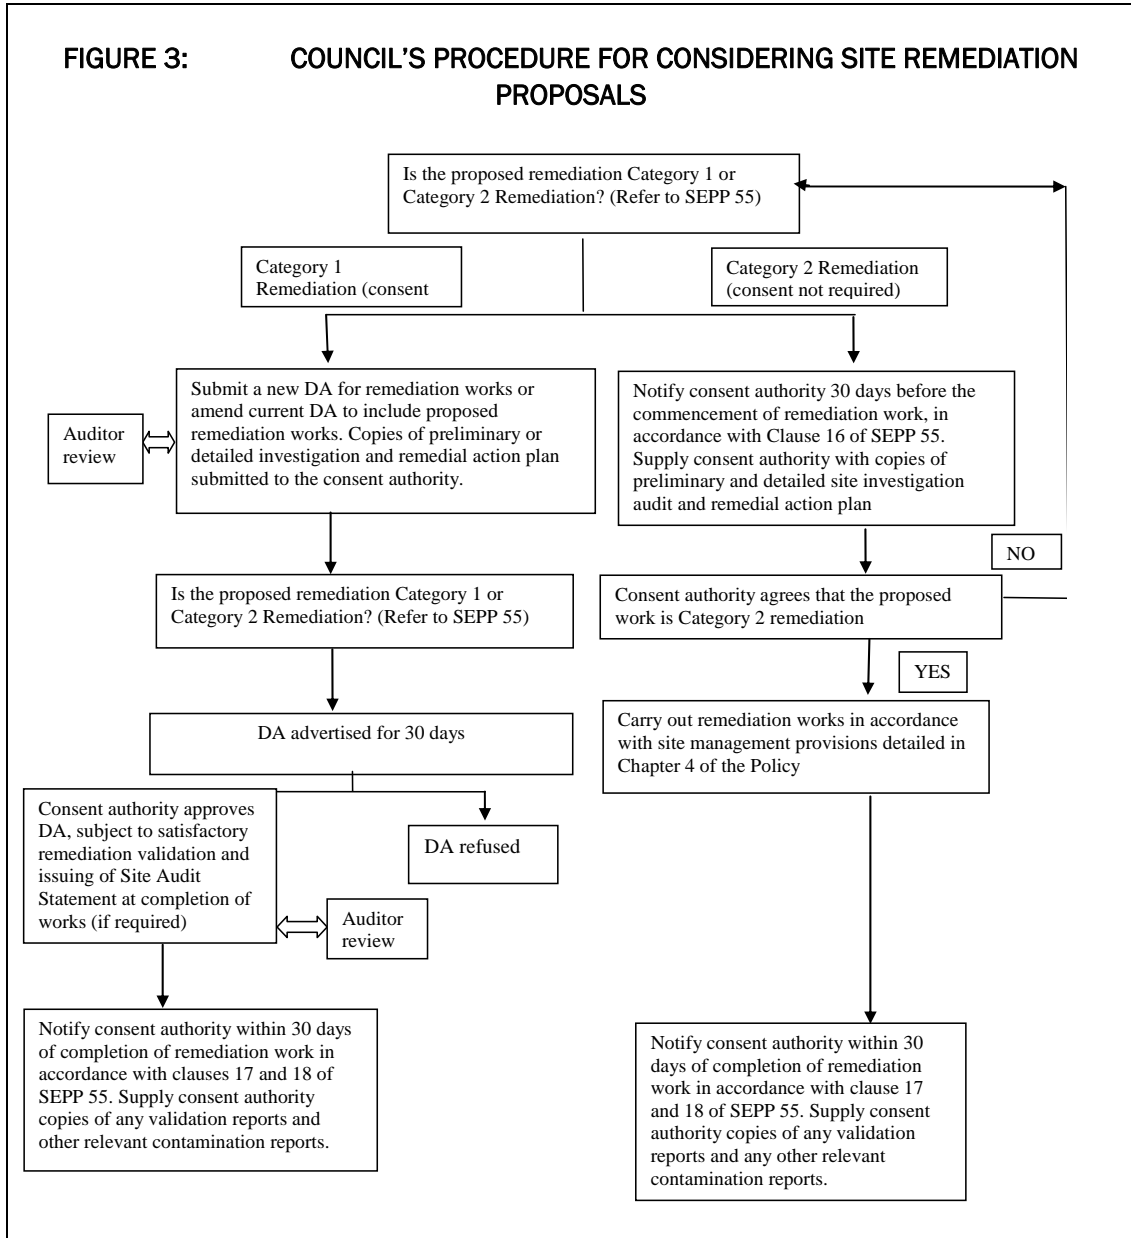 FIGURE 3: COUNCIL'S PROCEDURE FOR CONSIDERING SITE REMEDIATION
PROPOSALS
Is the proposed remediation Category 1 or
Category 2 Remediation? (Refer to SEPP 55)
Category 1
Remediation (consent
Category 2 Remediation
(consent not required)
Submit a new DA for remediation works or
amend current DA to include proposed
remediation works. Copies of preliminary or
detailed investigation and remedial action plan
submitted to the consent authority.
Auditor
review
Notify consent authority 30 days before the
commencement of remediation work, in
accordance with Clause 16 of SEPP 55.
Supply consent authority with copies of
preliminary and detailed site investigation
audit and remedial action plan
NO
Is the proposed remediation Category 1 or
Category 2 Remediation? (Refer to SEPP 55)
Consent authority agrees that the proposed
work is Category 2 remediation
YES
DA advertised for 30 days
Carry out remediation works in accordance
with site management provisions detailed in
Chapter 4 of the Policy
Consent authority approves
DA, subject to satisfactory
remediation validation and
issuing of Site Audit
Statement at completion of
works (if required)
DA refused
Auditor
review
Notify consent authority within 30 days
of completion of remediation work in
accordance with clauses 17 and 18 of
SEPP 55. Supply consent authority
copies of any validation reports and
other relevant contamination reports.
Notify consent authority within 30
days of completion of remediation
work in accordance with clause 17
and 18 of SEPP 55. Supply consent
authority copies of any validation
reports and any other relevant
contamination reports.